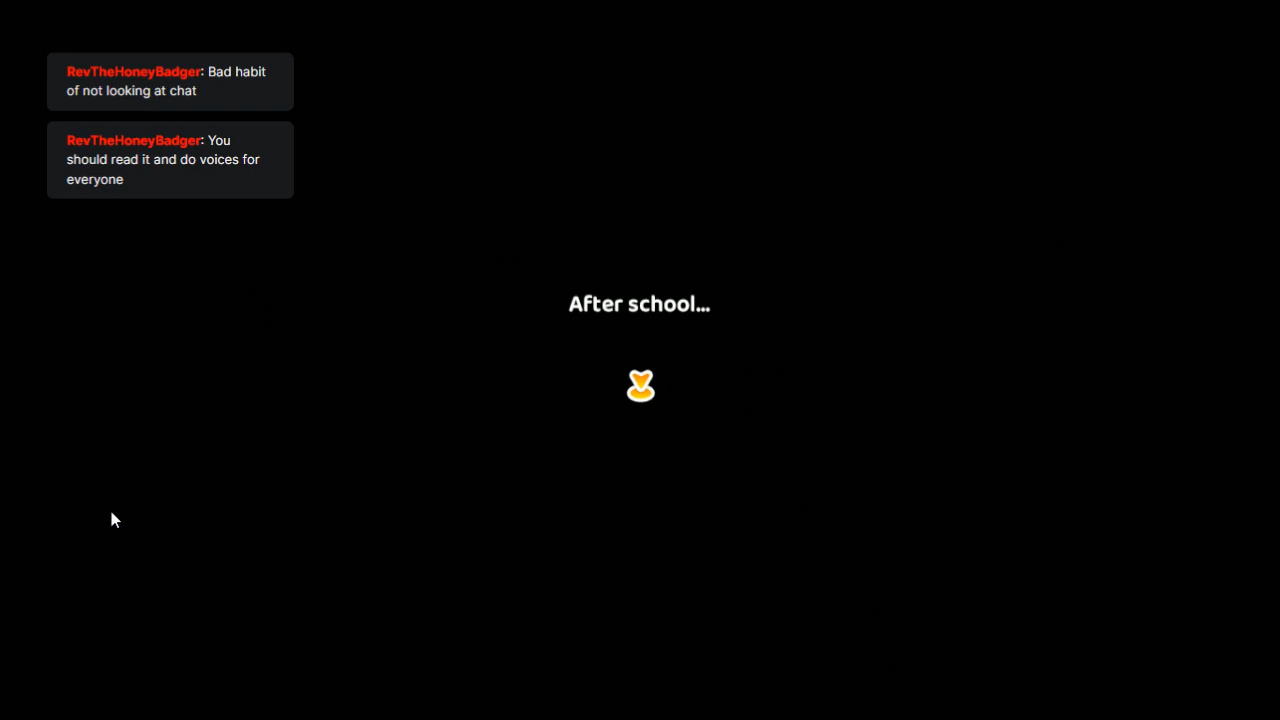 RevTheHoneyBadger: Bad habit
of not looking at chat
RevTheHoneyBadger: You
should read it and do voices for
everyone
After school...